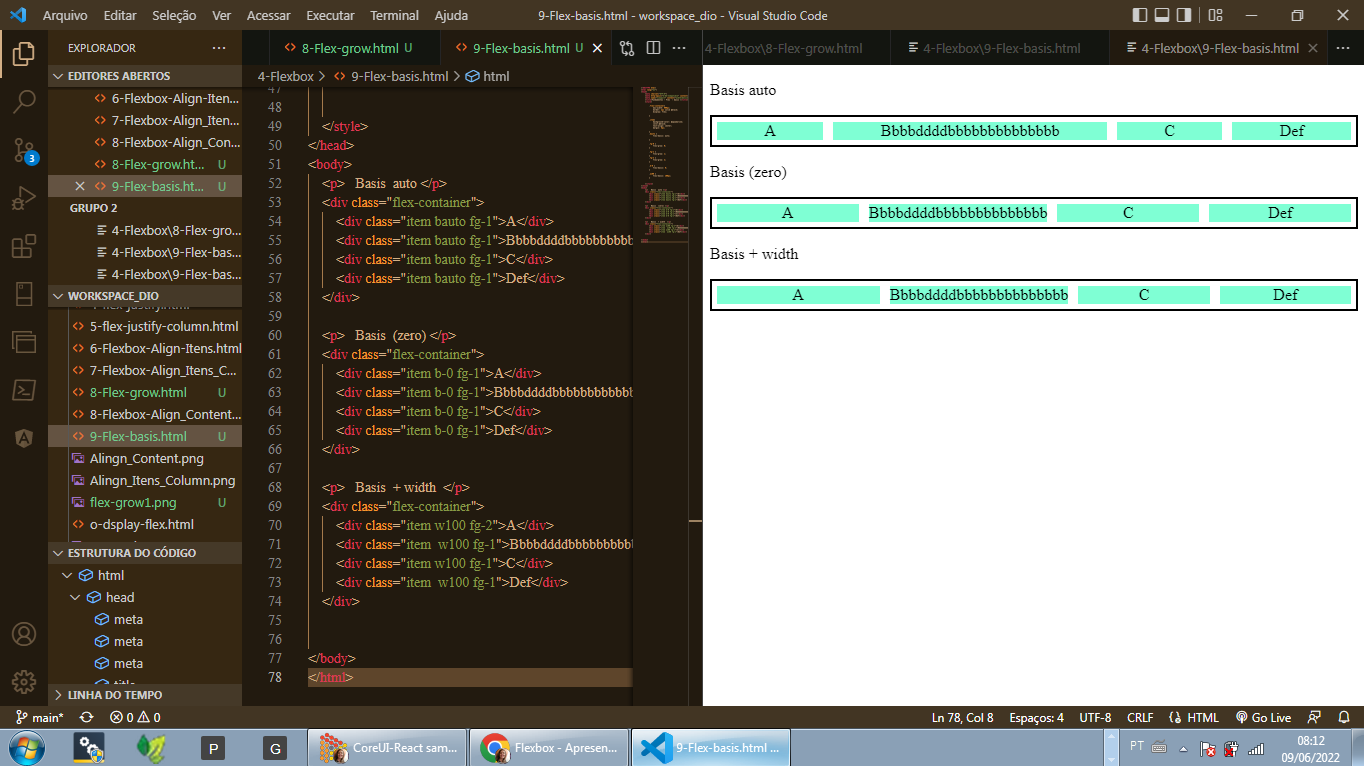 Arquivo Editar Seleção Ver Acessar Executar Terminal Ajuda 9-Flex-basis.html - workspace_dio - Visual Studio Code
EXPLORADOR ···
EDITORES ABERTOS
6-Flexbox-Align-Iten...
7-Flexbox-Align_Iten...
8-Flexbox-Align_Con...
8-Flex-grow.ht... U
9-Flex-basis.ht... U
GRUPO 2
4-Flexbox\8-Flex-gro...
4-Flexbox\9-Flex-bas...
4-Flexbox\9-Flex-bas...
WORKSPACE_DIO
5-flex-justify-column.html
6-Flexbox-Align-Itens.html
7-Flexbox-Align_Itens_C...
8-Flex-grow.html U
8-Flexbox-Align_Content...
9-Flex-basis.html U
Alingn_Content.png
Alingn_Itens_Column.png
flex-grow1.png U
o-dsplay-flex.html
ESTRUTURA DO CÓDIGO
html
head
meta
meta
meta
title
LINHA DO TEMPO
3
8-Flex-grow.html U
9-Flex-basis.html U
4-Flexbox > 9-Flex-basis.html > html
47
48
49 </style>
50 </head>
51 <body>
52 <p> Basis auto </p>
53 <div class="flex-container">
54 <div class="item bauto fg-1">A</div>
55 <div class="item bauto fg-1">Bbbbddddbbbbbbbbbb
56 <div class="item bauto fg-1">C</div>
57 <div class="item bauto fg-1">Def</div>
58 </div>
59
60 <p> Basis (zero) </p>
61 <div class="flex-container">
62 <div class="item b-0 fg-1">A</div>
63 <div class="item b-0 fg-1">Bbbbddddbbbbbbbbbbbb
64 <div class="item b-0 fg-1">C</div>
65 <div class="item b-0 fg-1">Def</div>
66 </div>
67
68 <p> Basis + width </p>
69 <div class="flex-container">
70 <div class="item w100 fg-2">A</div>
71 <div class="item w100 fg-1">Bbbbddddbbbbbbbbbb
72 <div class="item w100 fg-1">C</div>
73 <div class="item w100 fg-1">Def</div>
74 </div>
75
76
77 </body>
78 </html>
4-Flexbox\8-Flex-grow.html
4-Flexbox\9-Flex-basis.html
4-Flexbox\9-Flex-basis.html
Basis auto
A Bbbbddddbbbbbbbbbbbbbbb C Def
Basis (zero)
A Bbbbddddbbbbbbbbbbbbbbb C Def
Basis + width
A Bbbbddddbbbbbbbbbbbbbbb C Def
main* 0 0 Ln 78, Col 8 Espaços: 4 UTF-8 CRLF HTML Go Live
P G CoreUI-React sam... Flexbox - Apresen... 9-Flex-basis.html ... PT 08:12
09/06/2022